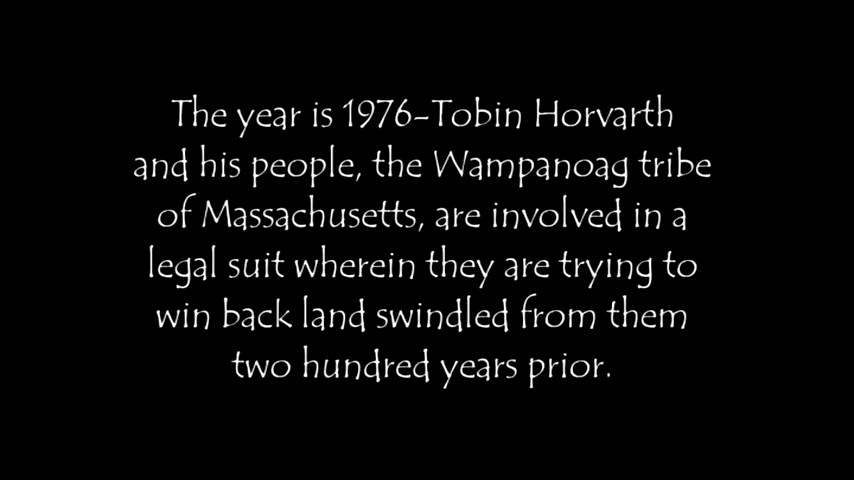 The year is 1976-Tobin Horvarth
and his people, the Wampanoag tribe
of Massachusetts, are involved in a
legal suit wherein they are trying to
win back land swindled from them
two hundred years prior.